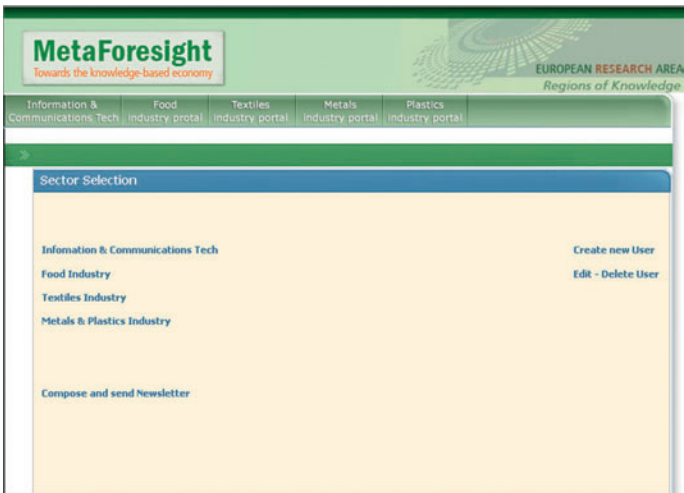 MetaForesight
Towards the knowledge-based economy
EUROPEAN RESEARCH AREA
Regions of Knowledge
Information & Communications Tech
Food industry protal
Textiles industry portal
Metals industry portal
Plastics industry portal
»
Sector Selection
Infomation & Communications Tech
Create new User
Food Industry
Edit - Delete User
Textiles Industry
Metals & Plastics Industry
Compose and send Newsletter